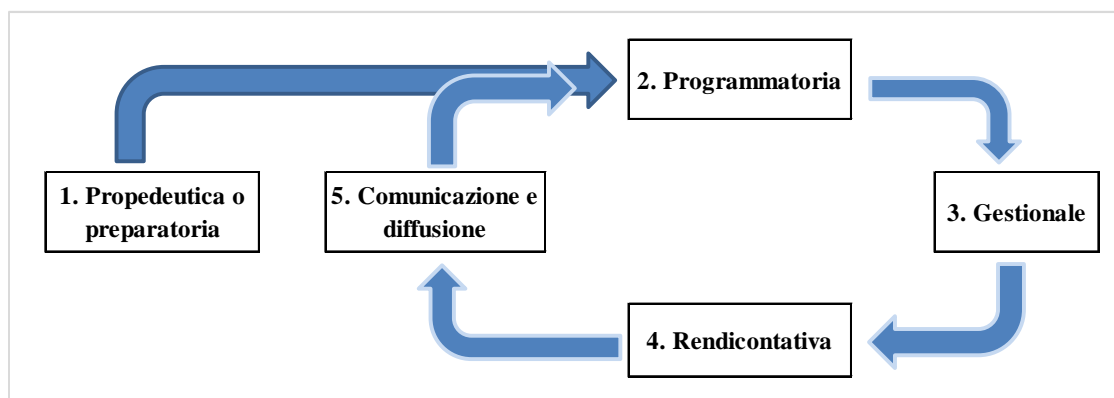 2. Programmatoria
1. Propedeutica o
preparatoria
5. Comunicazione e
diffusione
3. Gestionale
4. Rendicontativa